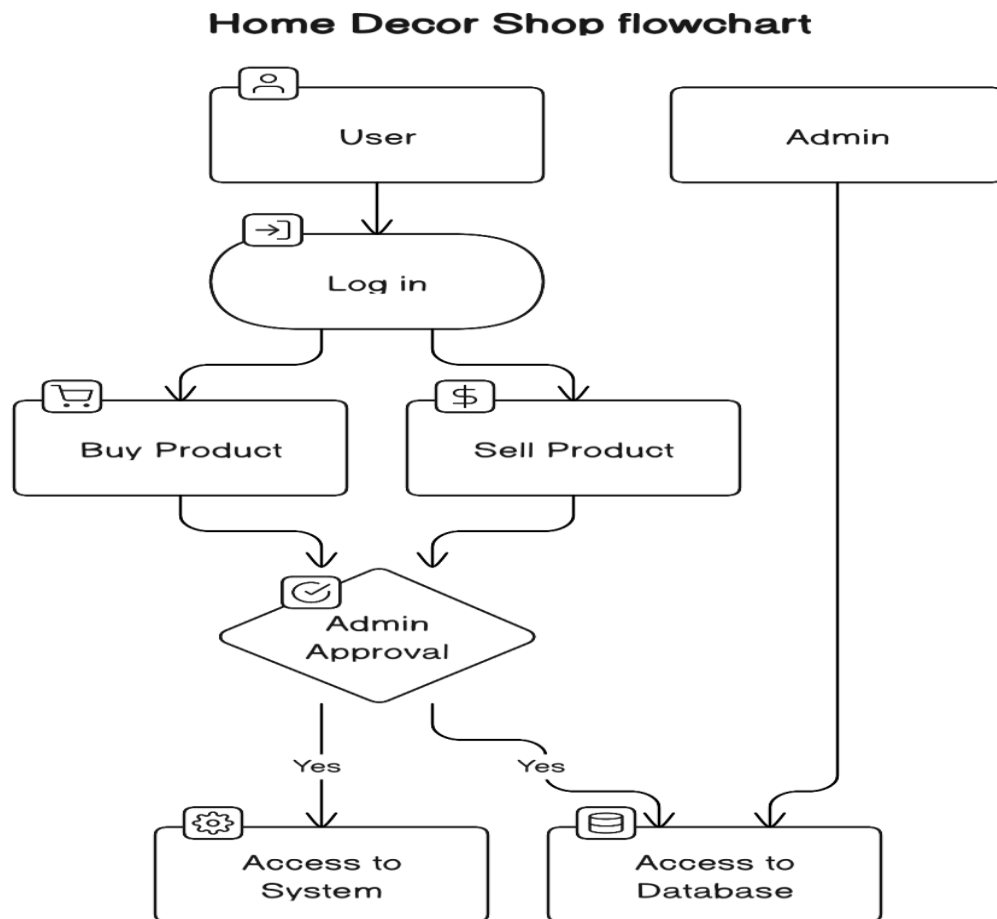 Home Decor Shop flowchart
User
Admin
Log in
Buy Product
$
Sell Product
Admin
Approval
Yes
Yes
Access to
System
Access to
Database